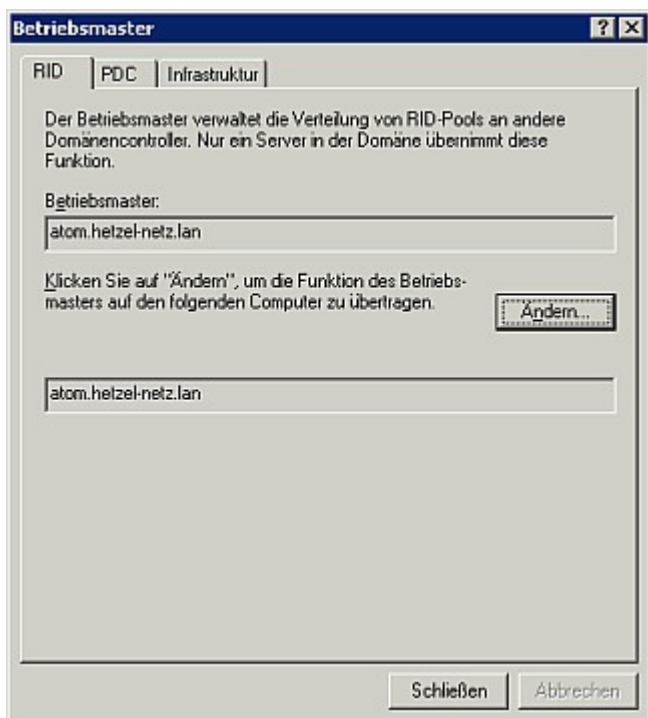 Betriebsmaster
RID
PDC
Infrastruktur
Der Betriebsmaster verwaltet die Verteilung von RID-Pools an andere
Domänencontroller. Nur ein Server in der Domäne übernimmt diese
Funktion.
Betriebsmaster:
atom.hetzel-netz.lan
Klicken Sie auf "Ändern", um die Funktion des Betriebs-
masters auf den folgenden Computer zu übertragen.
Ändern...
atom.hetzel-netz.lan
Schließen
Abbrechen